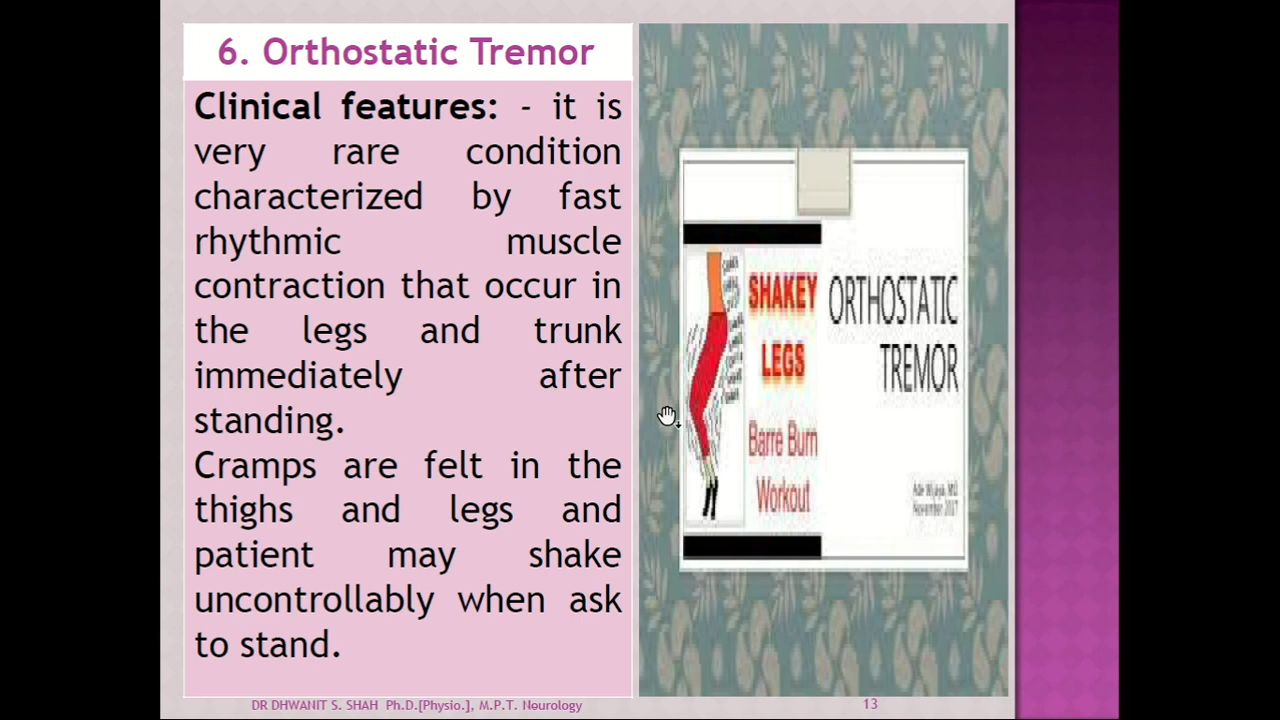 6. Orthostatic Tremor
Clinical features: - it is
very rare condition
characterized by fast
rhythmic muscle
contraction that occur in
the legs and trunk
immediately after
standing.
Cramps are felt in the
thighs and legs and
patient may shake
uncontrollably when ask
to stand.
SHAKEY
LEGS
Barre Burn
Workout
ORTHOSTATIC
TREMOR
November 2017
DR DHWANIT S. SHAH Ph.D.[Physio.], M.P.T. Neurology
13